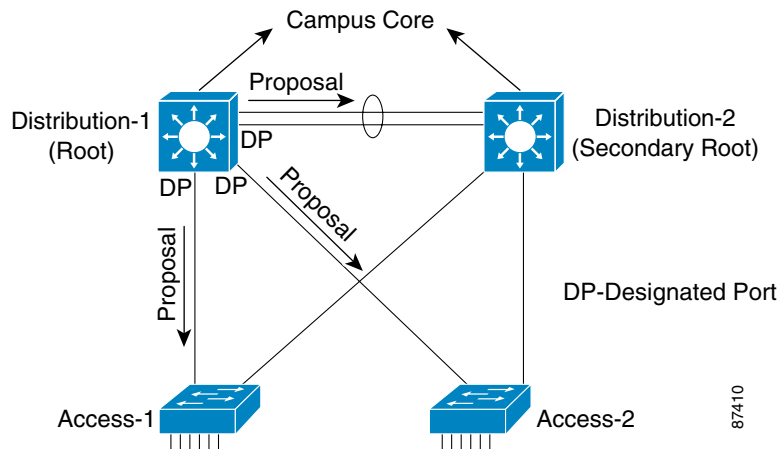 Campus Core
Proposal
Distribution-1
(Root)
DP
Distribution-2
(Secondary Root)
DP
DP
Proposal
Proposal
DP-Designated Port
Access-1
Access-2
87410